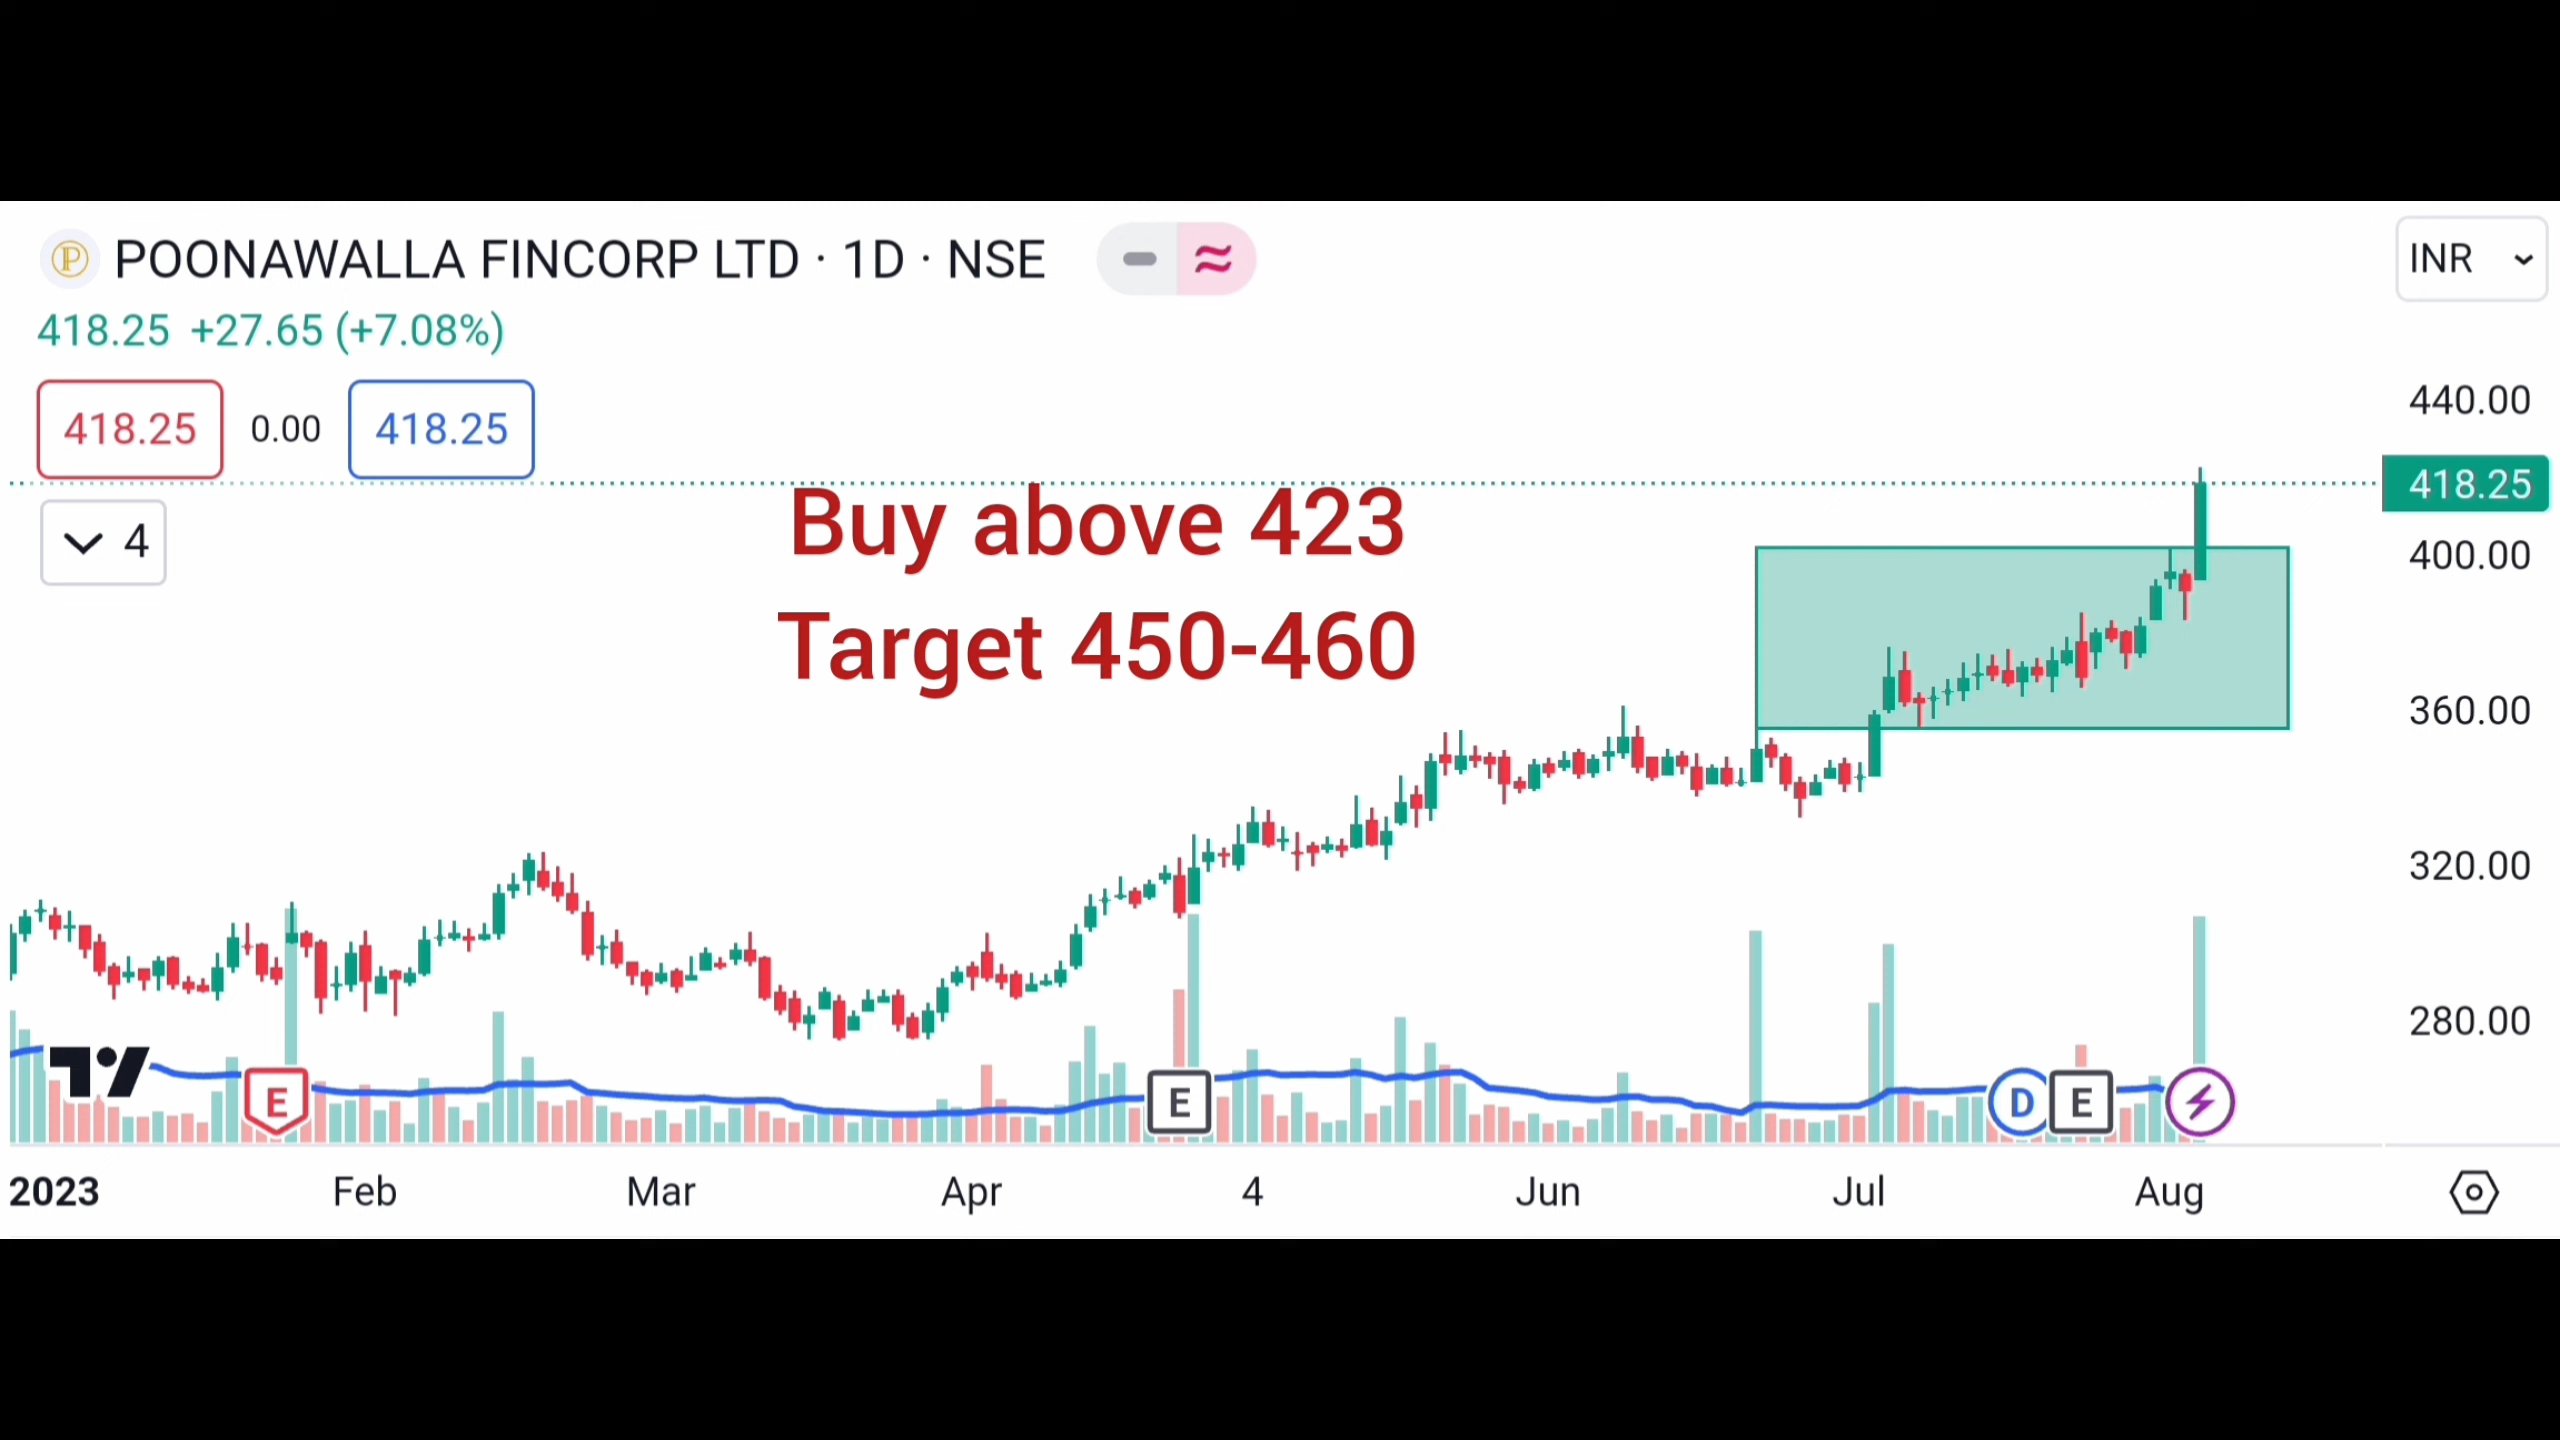 POONAWALLA FINCORP LTD · 1D · NSE
INR
418.25 +27.65 (+7.08%)
418.25 0.00 418.25
4
Buy above 423
Target 450-460
440.00
418.25
400.00
360.00
320.00
280.00
E
E
D
E
2023 Feb Mar Apr 4 Jun Jul Aug